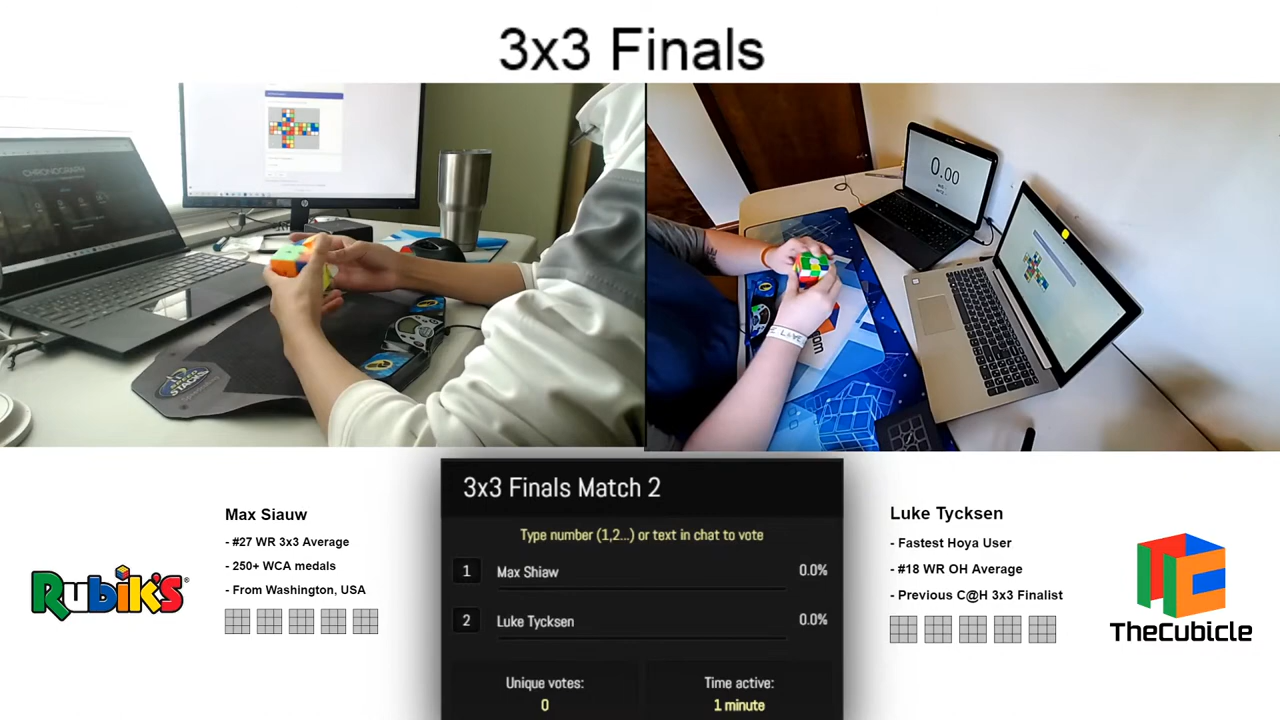 3x3 Finals
CHRONOGRAPH
0.00
SPEED
STACKS
3x3 Finals Match 2
Type number (1,2...) or text in chat to vote
1 Max Shiaw 0.0%
2 Luke Tycksen 0.0%
Unique votes:
0
Time active:
1 minute
Max Siauw
- #27 WR 3x3 Average
- 250+ WCA medals
- From Washington, USA
Rubik's®
Luke Tycksen
- Fastest Hoya User
- #18 WR OH Average
- Previous C@H 3x3 Finalist
TheCubicle